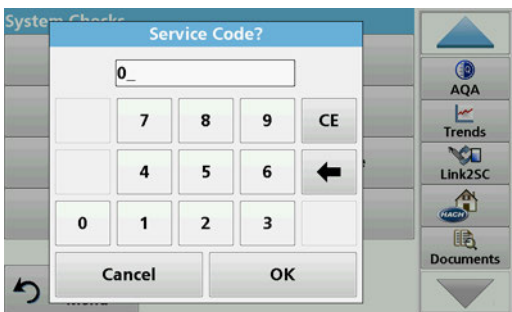 System Checks
Service Code?
0_
7 8 9 CE
4 5 6
0 1 2 3
Cancel OK
Menu
AQA
Trends
Link2SC
HACH
Documents